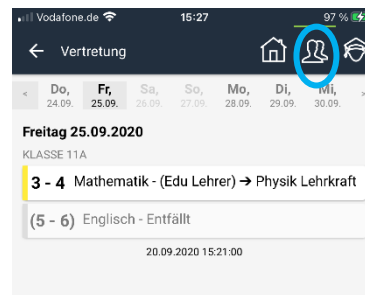 Vodafone.de 15:27 97 %
Vertretung
Do, Fr, Sa, So, Mo, Di, Mi,
24.09. 25.09. 26.09. 27.09. 28.09. 29.09. 30.09.
Freitag 25.09.2020
KLASSE 11A
3 - 4 Mathematik - (Edu Lehrer) → Physik Lehrkraft
(5 - 6) Englisch - Entfällt
20.09.2020 15:21:00